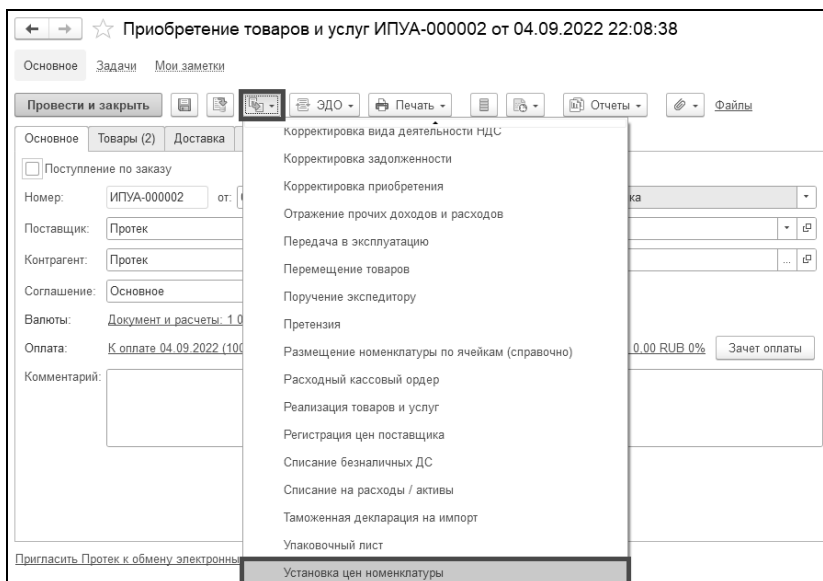 Приобретение товаров и услуг ИПУА-000002 от 04.09.2022 22:08:38
Основное Задачи Мои заметки
Провести и закрыть ЭДО Печать Отчеты Файлы
Основное Товары (2) Доставка
Корректировка вида деятельности НДС
Поступление по заказу
Корректировка задолженности
Корректировка приобретения
Номер: ИПУА-000002 от:
Отражение прочих доходов и расходов
Поставщик: Протек
Передача в эксплуатацию
Контрагент: Протек
Перемещение товаров
Соглашение: Основное
Поручение экспедитору
Валюты: Документ и расчеты: 1 0
Претензия
Оплата: К оплате 04.09.2022 (100
Размещение номенклатуры по ячейкам (справочно)
0,00 RUB 0% Зачет оплаты
Комментарий:
Расходный кассовый ордер
Реализация товаров и услуг
Регистрация цен поставщика
Списание безналичных ДС
Списание на расходы / активы
Таможенная декларация на импорт
Упаковочный лист
Пригласить Протек к обмену электронны
Установка цен номенклатуры